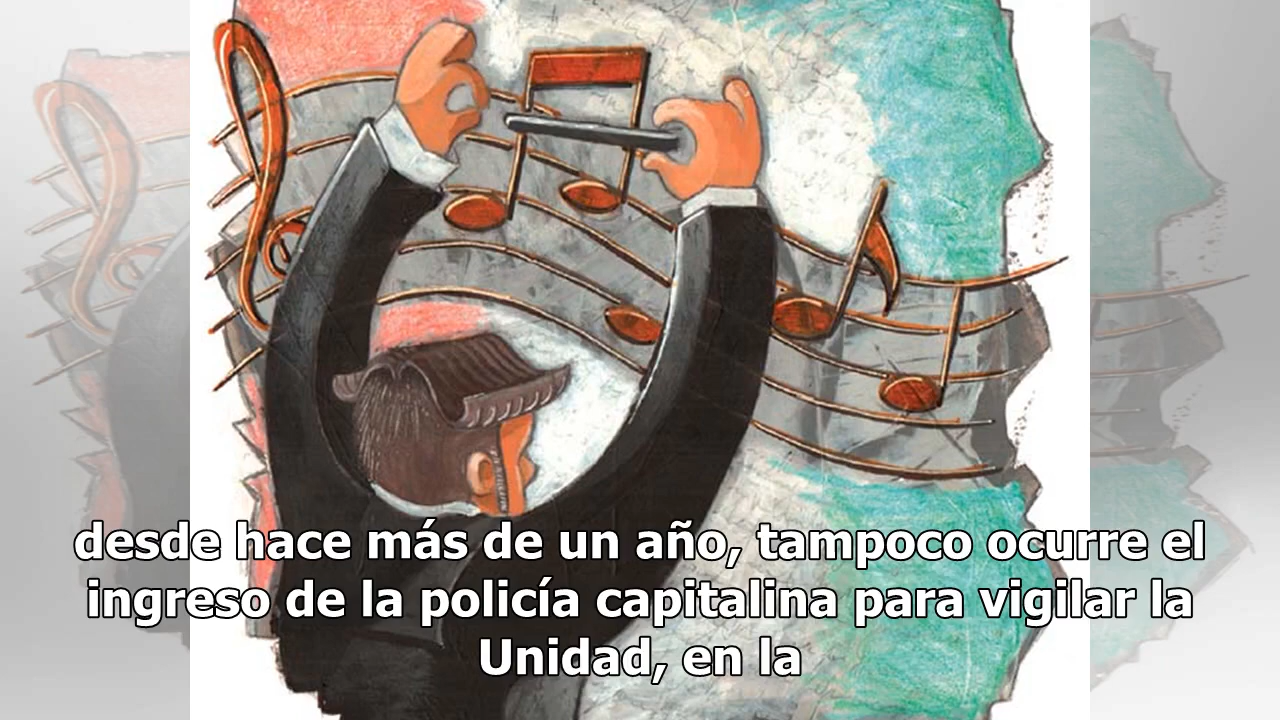 desde hace más de un año, tampoco ocurre el
ingreso de la policía capitalina para vigilar la
Unidad, en la